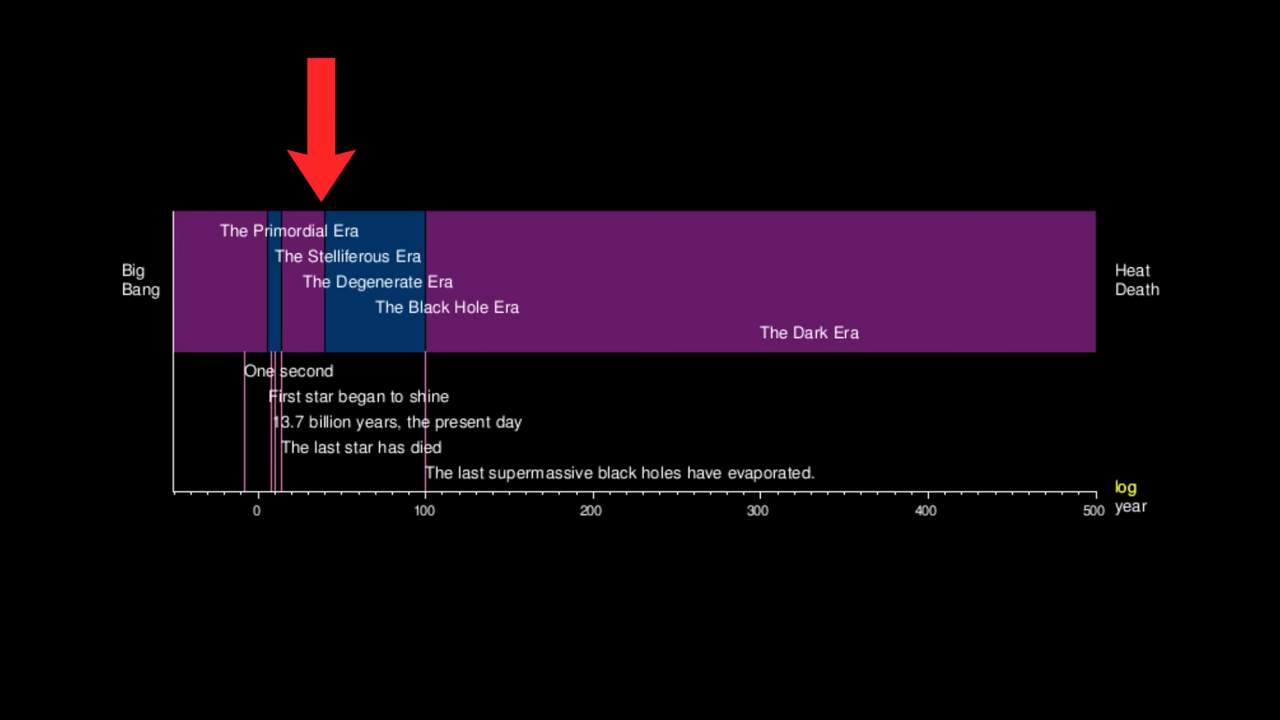 The Primordial Era
The Stelliferous Era
Big
Bang
The Degenerate Era
The Black Hole Era
The Dark Era
Heat
Death
One second
First star began to shine
13.7 billion years, the present day
The last star has died
The last supermassive black holes have evaporated.
0
100
200
300
400
500
log
year